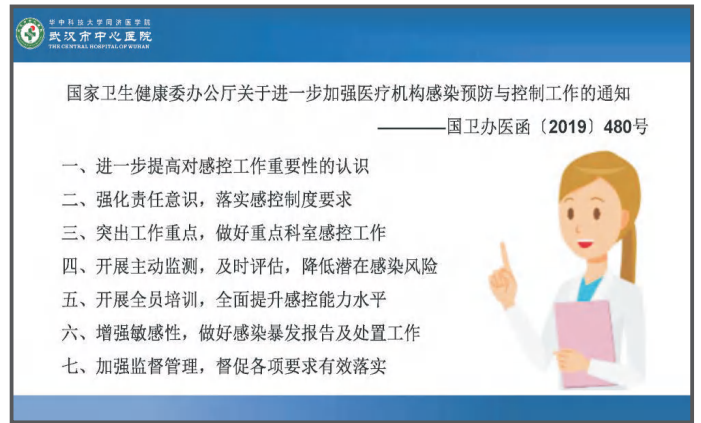 华中科技大学同济医学院
武汉市中心医院
THE CENTRAL HOSPITAL OF WUHAN
国家卫生健康委办公厅关于进一步加强医疗机构感染预防与控制工作的通知
————国卫办医函〔2019〕480号
一、进一步提高对感控工作重要性的认识
二、强化责任意识，落实感控制度要求
三、突出工作重点，做好重点科室感控工作
四、开展主动监测，及时评估，降低潜在感染风险
五、开展全员培训，全面提升感控能力水平
六、增强敏感性，做好感染暴发报告及处置工作
七、加强监督管理，督促各项要求有效落实